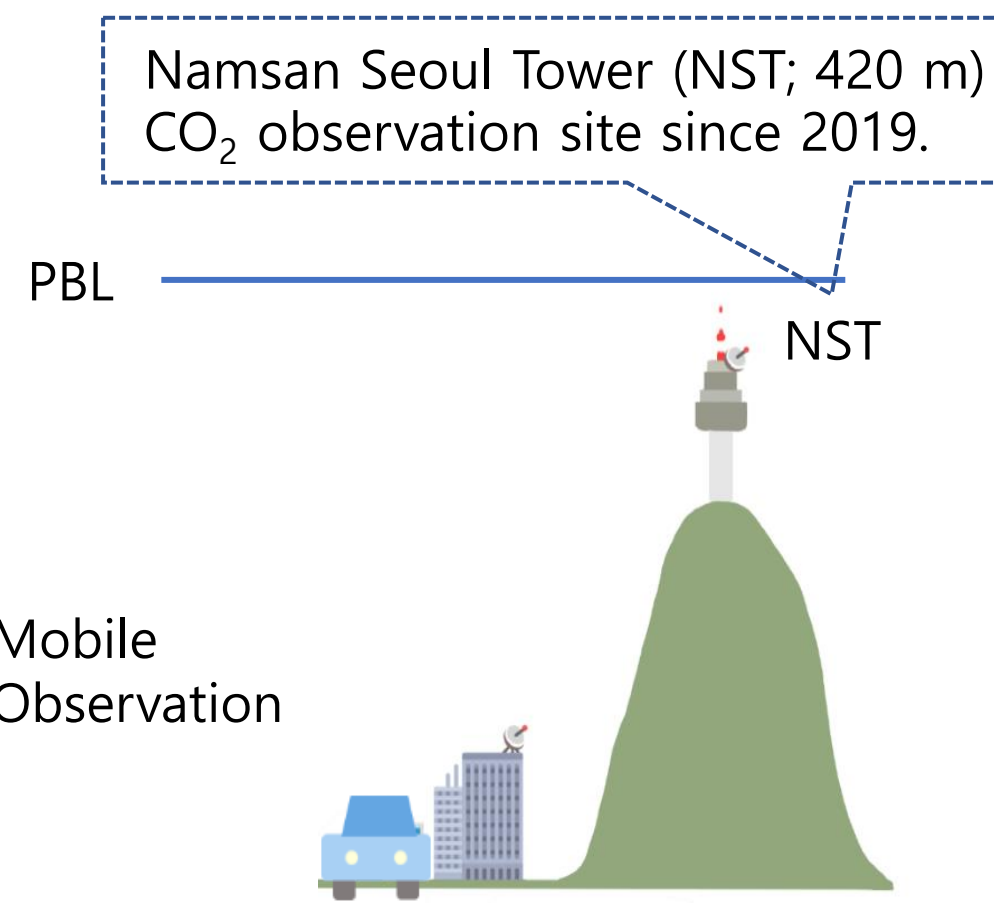 Namsan Seoul Tower (NST; 420 m)
CO₂ observation site since 2019.
PBL
NST
Mobile
Observation